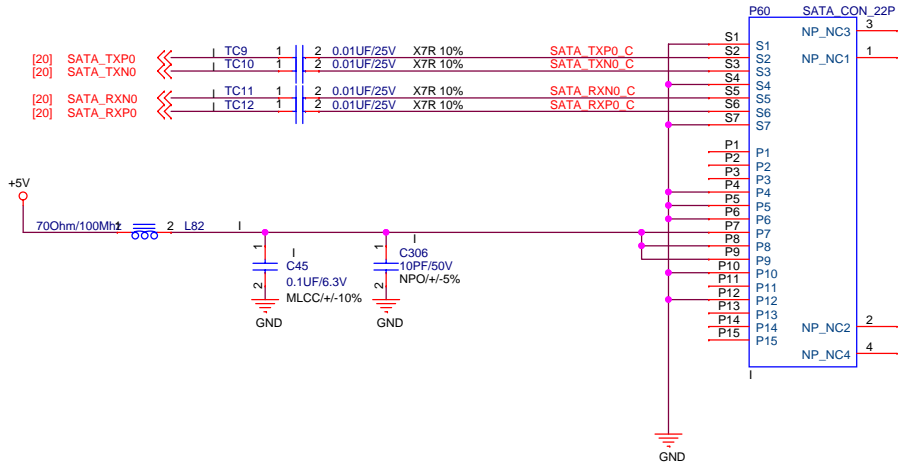 P60 SATA_CON_22P
S1 S1 NP_NC3 3
[20] SATA_TXP0 I TC9 1 2 0.01UF/25V X7R 10% SATA_TXP0_C S2 S2
[20] SATA_TXN0 I TC10 1 2 0.01UF/25V X7R 10% SATA_TXN0_C S3 S3 NP_NC1 1
S4 S4
[20] SATA_RXN0 I TC11 1 2 0.01UF/25V X7R 10% SATA_RXN0_C S5 S5
[20] SATA_RXP0 I TC12 1 2 0.01UF/25V X7R 10% SATA_RXP0_C S6 S6
S7 S7
P1 P1
P2 P2
P3 P3
+5V P4 P4
P5 P5
P6 P6
70Ohm/100Mhz 1 2 L82 I P7 P7
I P8 P8
1 I 1 C306 P9 P9
C45 10PF/50V P10 P10
2 0.1UF/6.3V 2 NPO/+/-5% P11 P11
MLCC/+/-10% P12 P12
GND GND P13 P13
P14 P14 NP_NC2 2
P15 P15
NP_NC4 4
I
GND